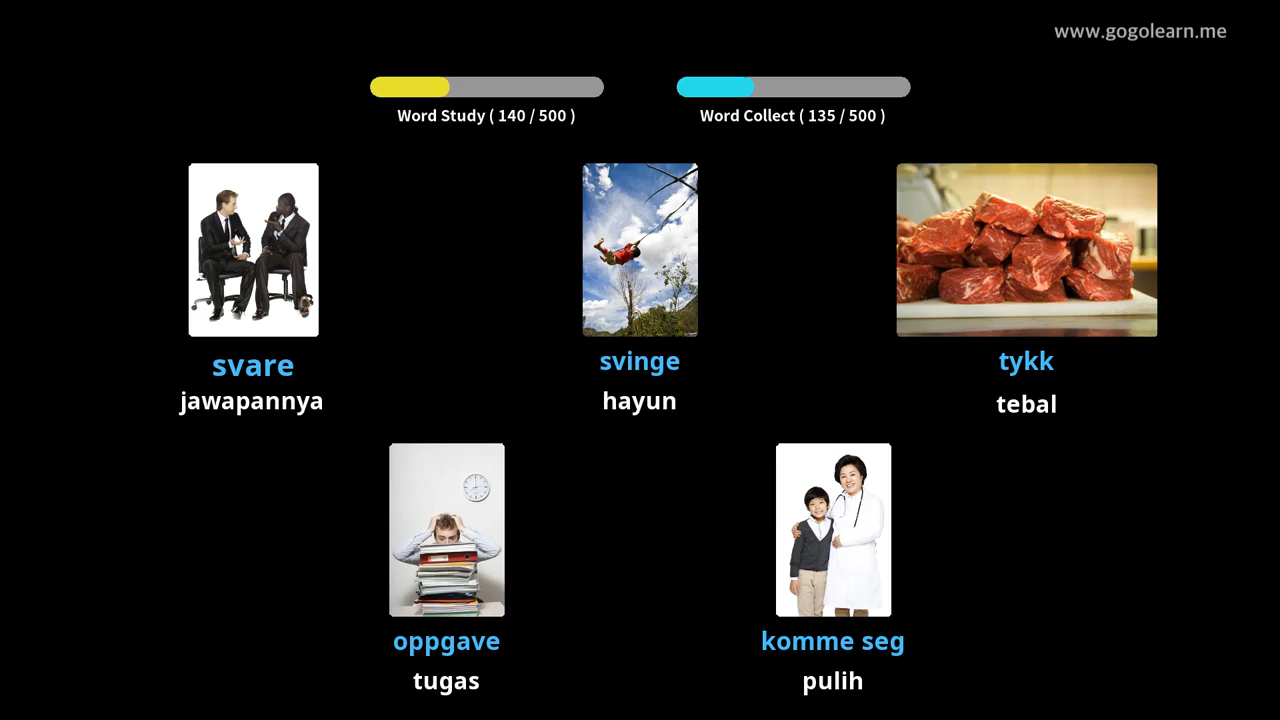 www.gogolearn.me
Word Study ( 140 / 500 )
Word Collect ( 135 / 500 )
svare
jawapannya
svinge
hayun
tykk
tebal
oppgave
tugas
komme seg
pulih